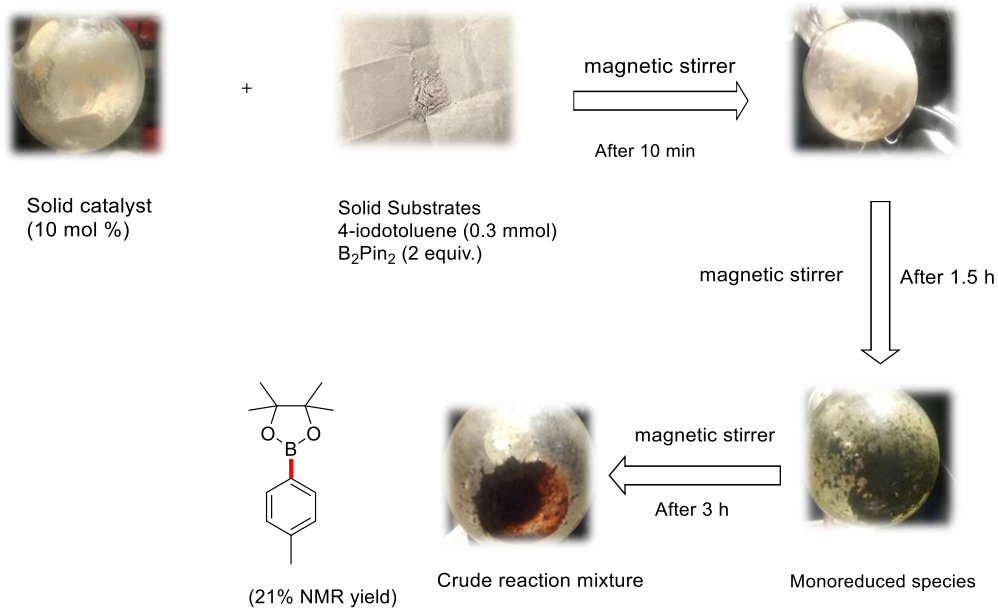 +
magnetic stirrer
After 10 min
Solid catalyst
(10 mol %)
Solid Substrates
4-iodotoluene (0.3 mmol)
B₂Pin₂ (2 equiv.)
magnetic stirrer
After 1.5 h
Monoreduced species
magnetic stirrer
After 3 h
Crude reaction mixture
O
O
B
(21% NMR yield)